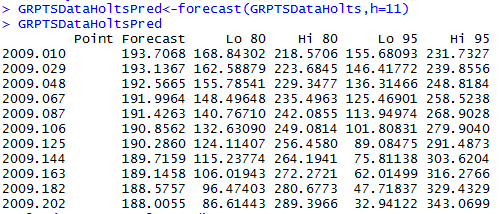 > GRPTSDataHoltsPred<-forecast(GRPTSDataHolts,h=11)
> GRPTSDataHoltsPred
         Point Forecast     Lo 80    Hi 80     Lo 95    Hi 95
2009.010       193.7068 168.84302 218.5706 155.68093 231.7327
2009.029       193.1367 162.58879 223.6845 146.41772 239.8556
2009.048       192.5665 155.78541 229.3477 136.31466 248.8184
2009.067       191.9964 148.49648 235.4963 125.46901 258.5238
2009.087       191.4263 140.76710 242.0855 113.94974 268.9028
2009.106       190.8562 132.63090 249.0814 101.80831 279.9040
2009.125       190.2860 124.11407 256.4580  89.08475 291.4873
2009.144       189.7159 115.23774 264.1941  75.81138 303.6204
2009.163       189.1458 106.01943 272.2721  62.01499 316.2766
2009.182       188.5757  96.47403 280.6773  47.71837 329.4329
2009.202       188.0055  86.61443 289.3966  32.94122 343.0699